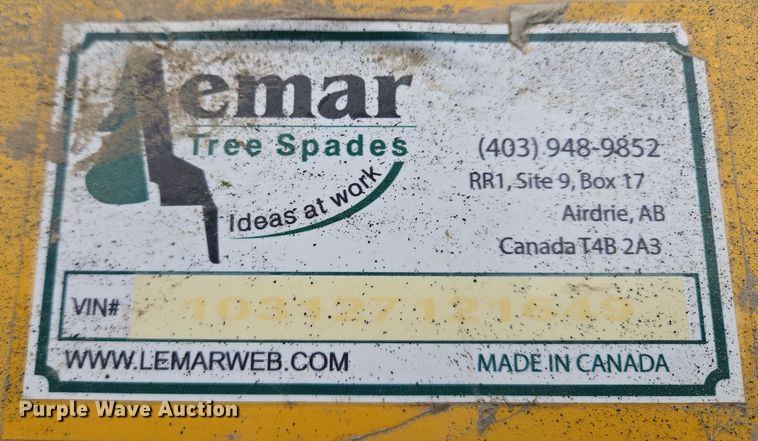 Lemar
Tree Spades
Ideas at work
(403) 948-9852
RR1, Site 9, Box 17
Airdrie, AB
Canada T4B 2A3
VIN# 103127121649
WWW.LEMARWEB.COM
MADE IN CANADA
Purple Wave Auction